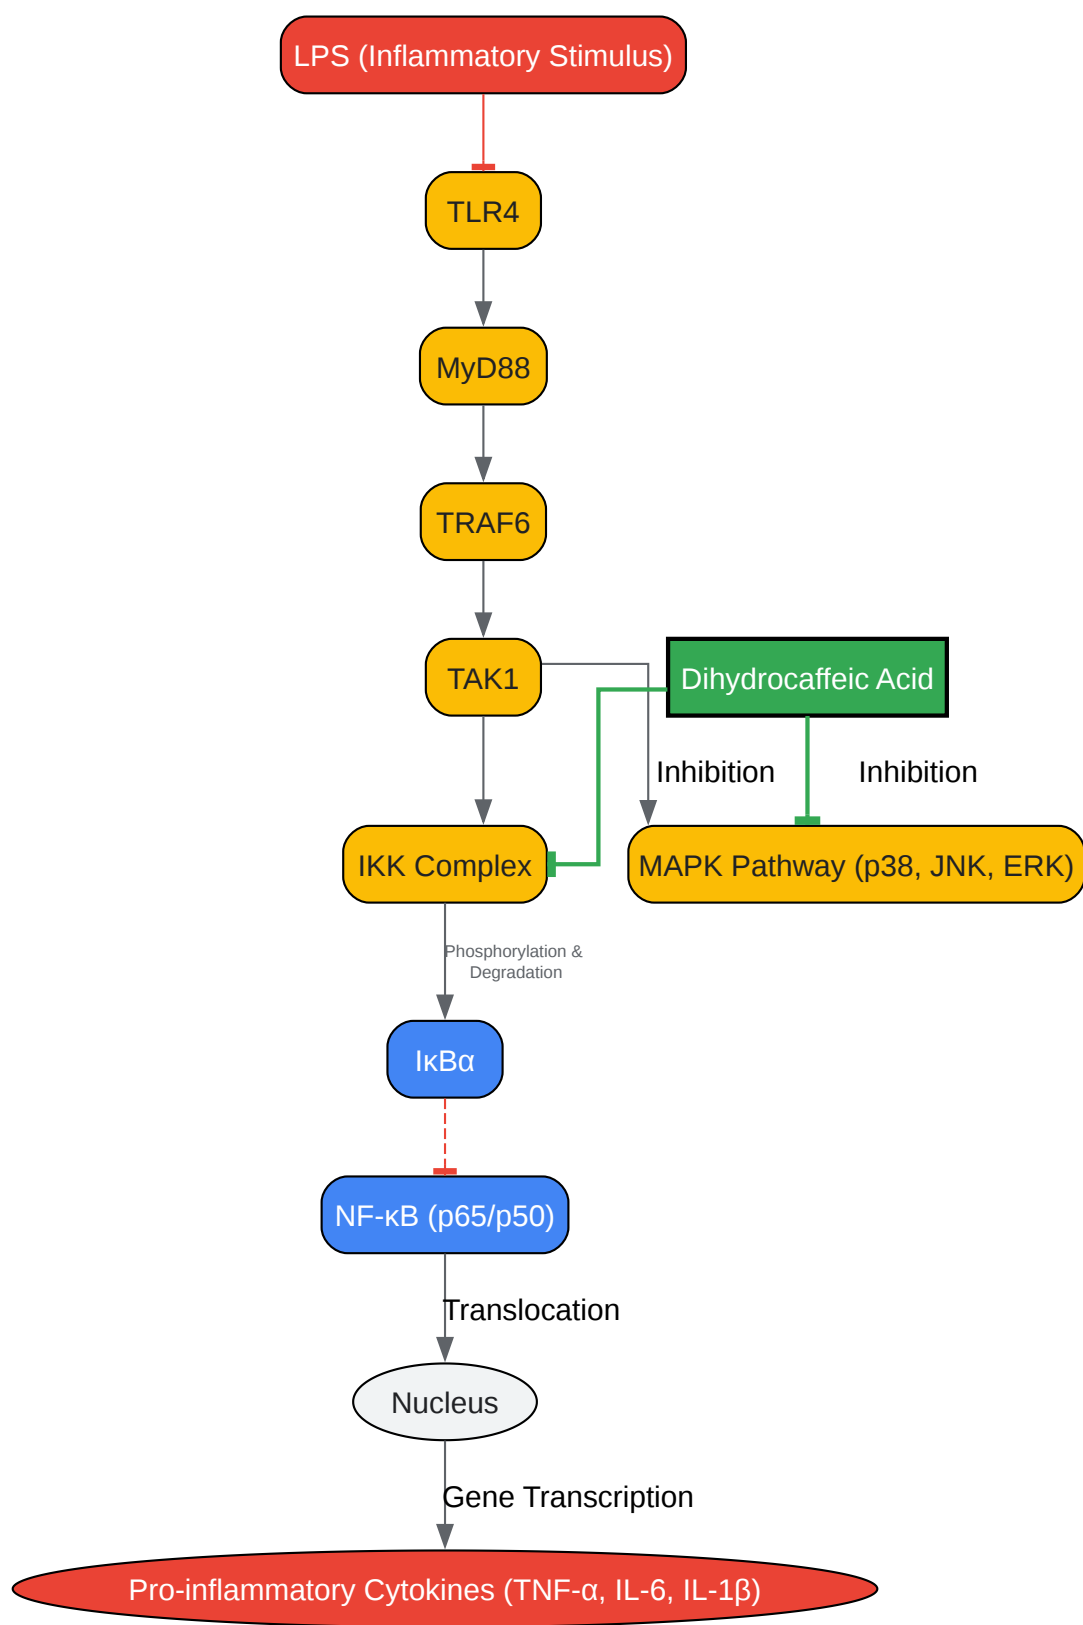 LPS (Inflammatory Stimulus)
TLR4
MyD88
TRAF6
TAK1
Dihydrocaffeic Acid
Inhibition
Inhibition
IKK Complex
MAPK Pathway (p38, JNK, ERK)
Phosphorylation &
Degradation
IκBα
NF-κB (p65/p50)
Translocation
Nucleus
Gene Transcription
Pro-inflammatory Cytokines (TNF-α, IL-6, IL-1β)